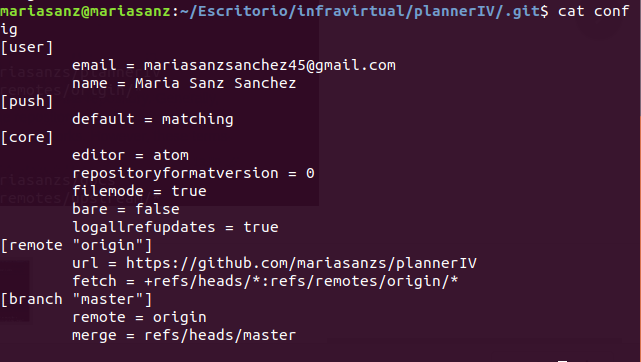 mariasanz@mariasanz:~/Escritorio/infravirtual/plannerIV/.git$ cat conf
ig
[user]
        email = mariasanzsanchez45@gmail.com
        name = Maria Sanz Sanchez
[push]
        default = matching
[core]
        editor = atom
        repositoryformatversion = 0
        filemode = true
        bare = false
        logallrefupdates = true
[remote "origin"]
        url = https://github.com/mariasanzs/plannerIV
        fetch = +refs/heads/*:refs/remotes/origin/*
[branch "master"]
        remote = origin
        merge = refs/heads/master